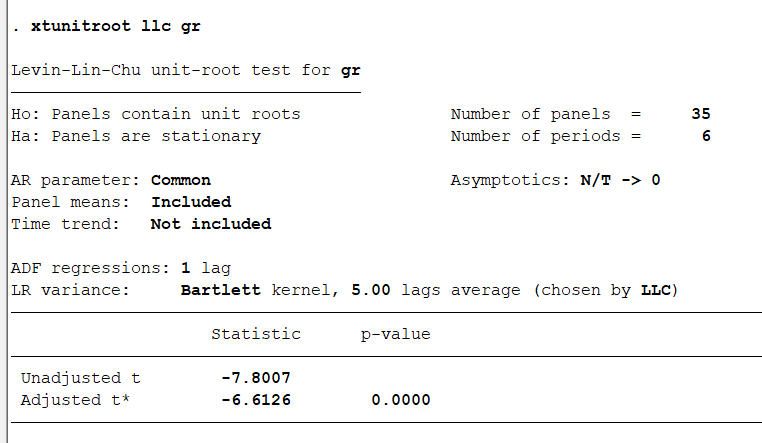 . xtunitroot llc gr
Levin-Lin-Chu unit-root test for gr
Ho: Panels contain unit roots Number of panels = 35
Ha: Panels are stationary Number of periods = 6
AR parameter: Common Asymptotics: N/T -> 0
Panel means: Included
Time trend: Not included
ADF regressions: 1 lag
LR variance: Bartlett kernel, 5.00 lags average (chosen by LLC)
Statistic p-value
Unadjusted t -7.8007
Adjusted t* -6.6126 0.0000